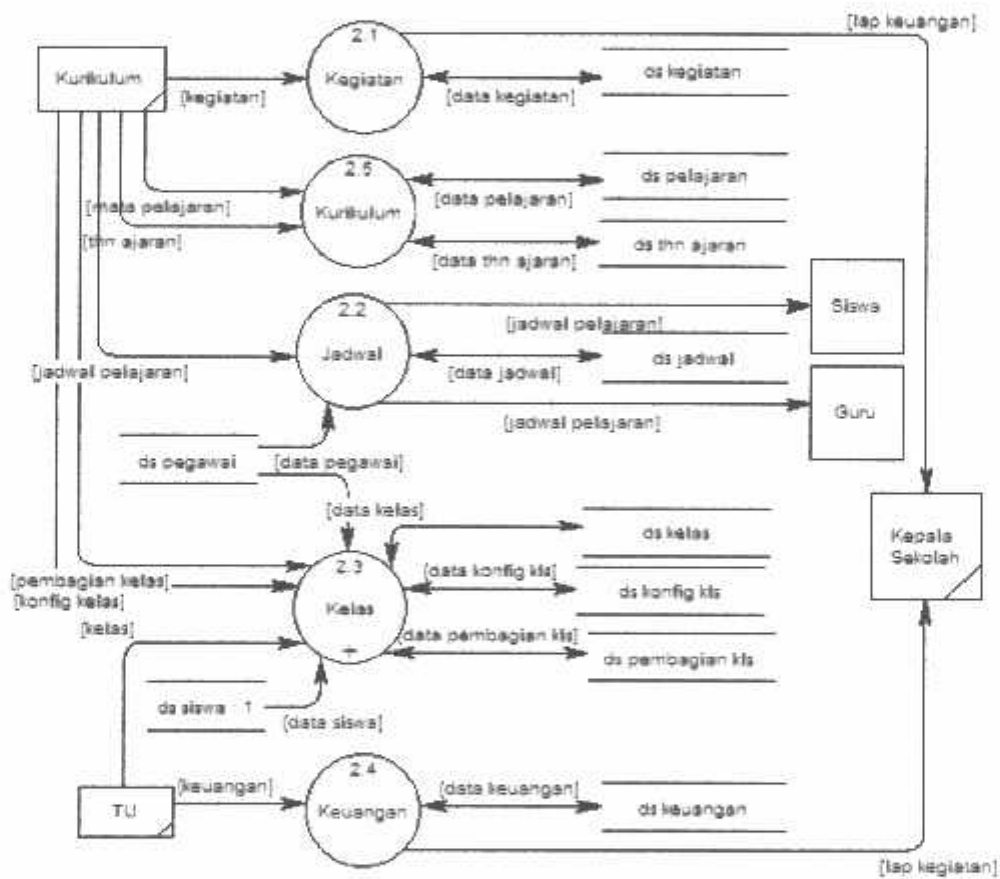 [lap keuangan]
2.1
Kurikulum
Kegiatan
ds kegiatan
[kegiatan]
[data kegiatan]
2.5
ds pelajaran
[mata pelajaran]
Kurikulum
[data pelajaran]
[thn ajaran]
ds thn ajaran
[data thn ajaran]
2.2
Siswa
[jadwal pelajaran]
Jadwal
ds jadwal
[jadwal pelajaran]
[data jadwal]
Guru
[jadwal pelajaran]
ds pegawai
[data pegawai]
[data kelas]
ds kelas
Kepala
Sekolah
2.3
[pembagian kelas]
[data konfig kls]
[konfig kelas]
Kelas
ds konfig kls
[kelas]
[data pembagian kls]
+
ds pembagian kls
ds siswa : 1
[data siswa]
2.4
[keuangan]
[data keuangan]
TU
Keuangan
ds keuangan
[lap kegiatan]